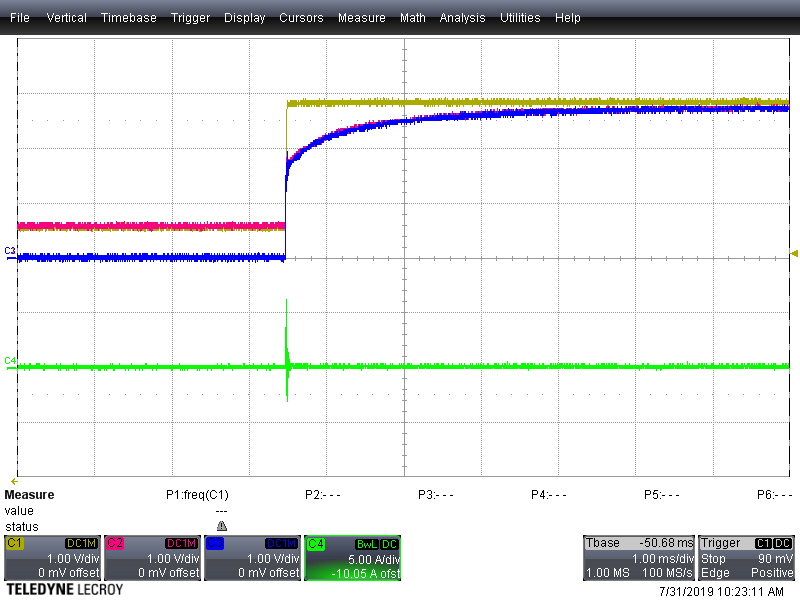 File Vertical Timebase Trigger Display Cursors Measure Math Analysis Utilities Help
C3
C4
Measure P1:freq(C1) P2:- - - P3:- - - P4:- - - P5:- - - P6:- - -
value ---
status
C1 DC1M C2 DC1M C3 DC1M C4 BwL DC Tbase -50.68 ms Trigger C1 DC
1.00 V/div 1.00 V/div 1.00 V/div 5.00 A/div 1.00 ms/div Stop 90 mV
0 mV offset 0 mV offset 0 mV offset -10.05 A ofst 1.00 MS 100 MS/s Edge Positive
TELEDYNE LECROY 7/31/2019 10:23:11 AM